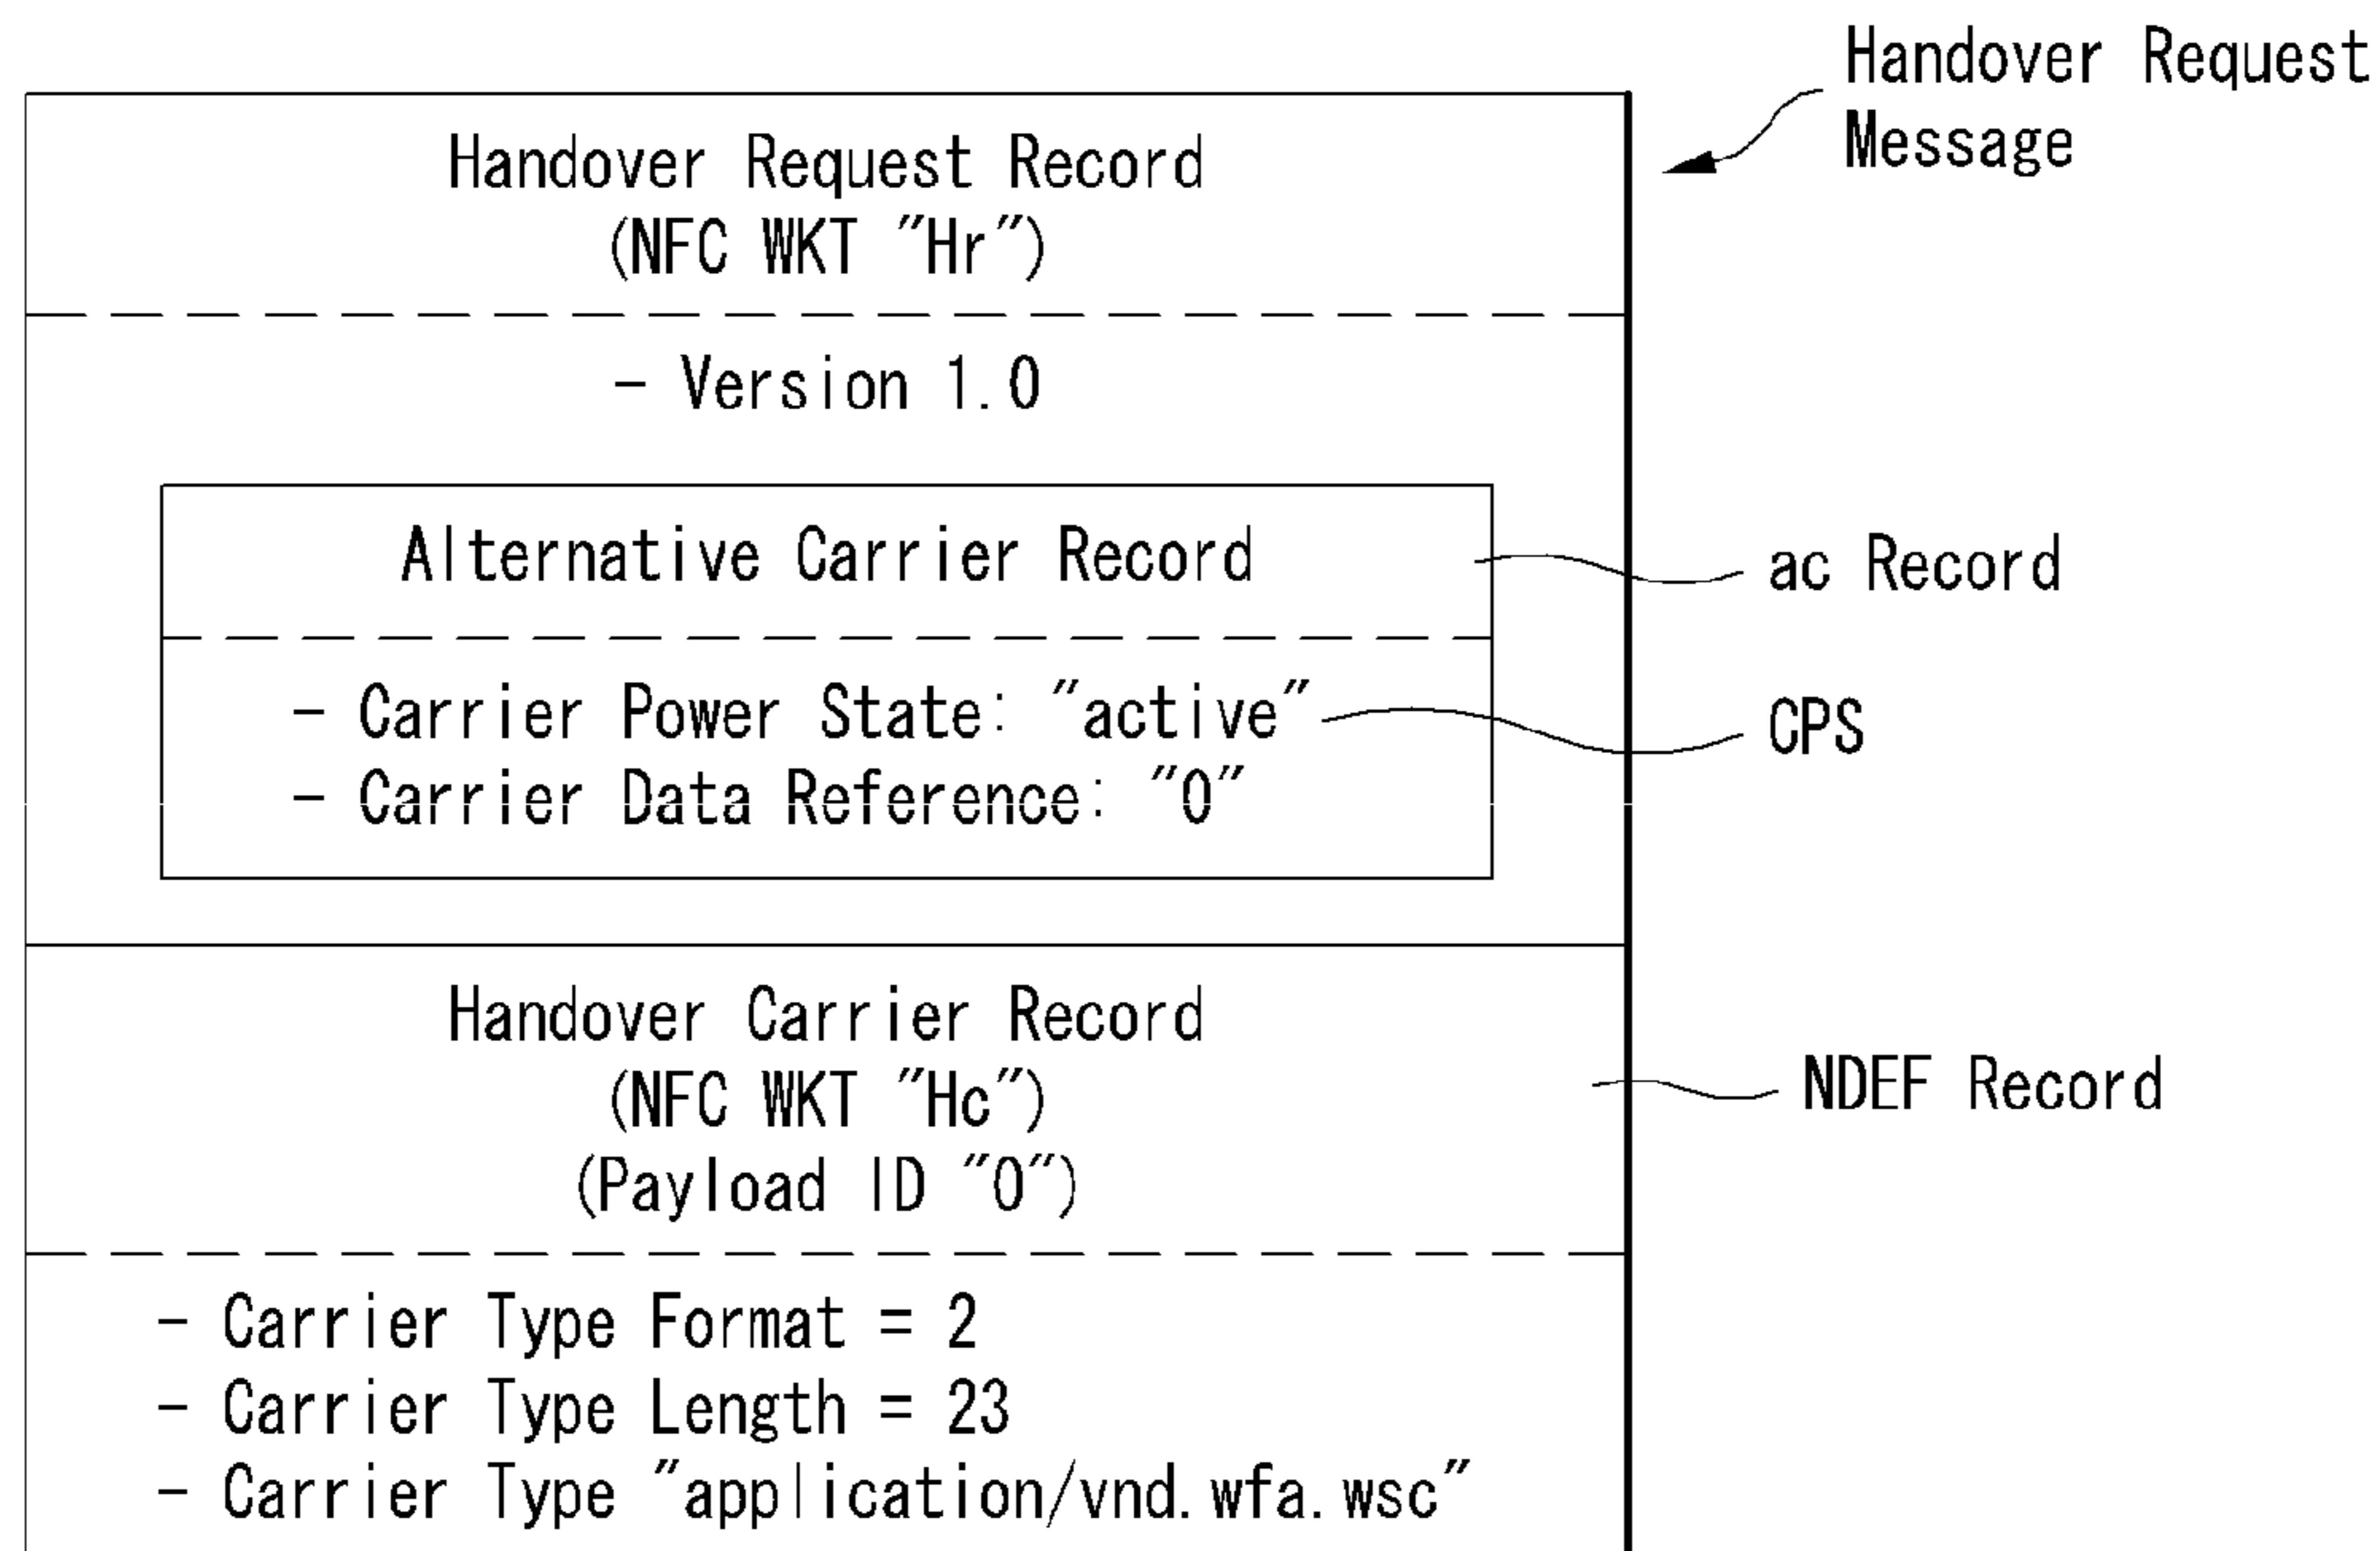 Handover Request
Message
Handover Request Record
(NFC WKT "Hr")
- Version 1.0
Alternative Carrier Record
ac Record
- Carrier Power State: "active"
CPS
- Carrier Data Reference: "0"
Handover Carrier Record
(NFC WKT "Hc")
NDEF Record
(Payload ID "0")
- Carrier Type Format = 2
- Carrier Type Length = 23
- Carrier Type "application/vnd.wfa.wsc"